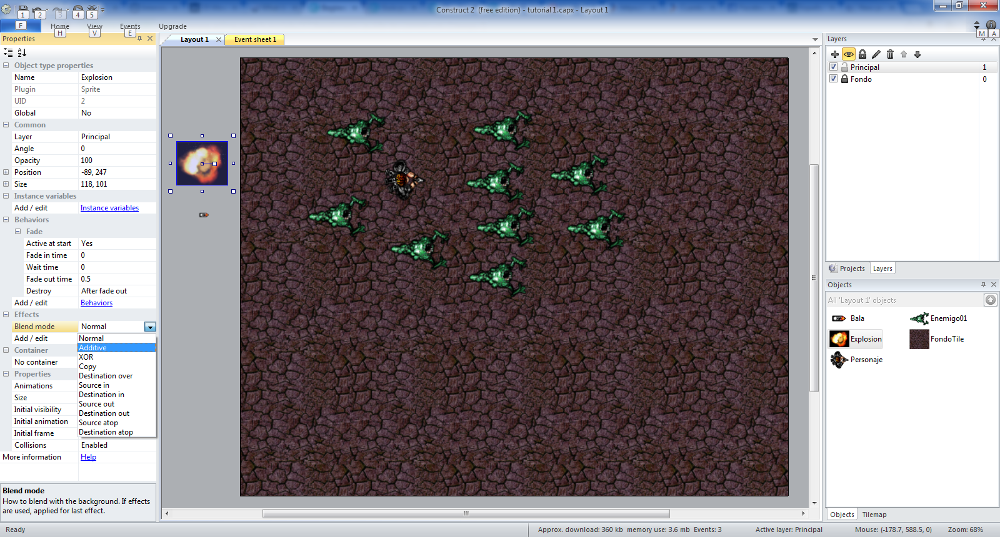 Construct 2  (free edition) - tutorial1.capx - Layout 1
1 2 3 4 5
F Home View Events Upgrade
H V E M A
Properties
Layout 1 Event sheet 1
Object type properties
Name Explosion
Plugin Sprite
UID 2
Global No
Common
Layer Principal
Angle 0
Opacity 100
Position -89, 247
Size 118, 101
Instance variables
Add / edit Instance variables
Behaviors
Fade
Active at start Yes
Fade in time 0
Wait time 0
Fade out time 0.5
Destroy After fade out
Add / edit Behaviors
Effects
Blend mode Normal
Add / edit
Container
No container
Properties
Animations
Size
Initial visibility
Initial animation
Initial frame
Collisions Enabled
More information Help
Normal
Additive
XOR
Copy
Destination over
Source in
Destination in
Source out
Destination out
Source atop
Destination atop
Blend mode
How to blend with the background. If effects
are used, applied for last effect.
Layers
Principal 1
Fondo 0
Projects Layers
Objects
All 'Layout 1' objects
Bala Enemigo01
Explosion FondoTile
Personaje
Objects Tilemap
Ready Approx. download: 360 kb memory use: 3.6 mb Events: 3 Active layer: Principal Mouse: (-178.7, 588.5, 0) Zoom: 68%